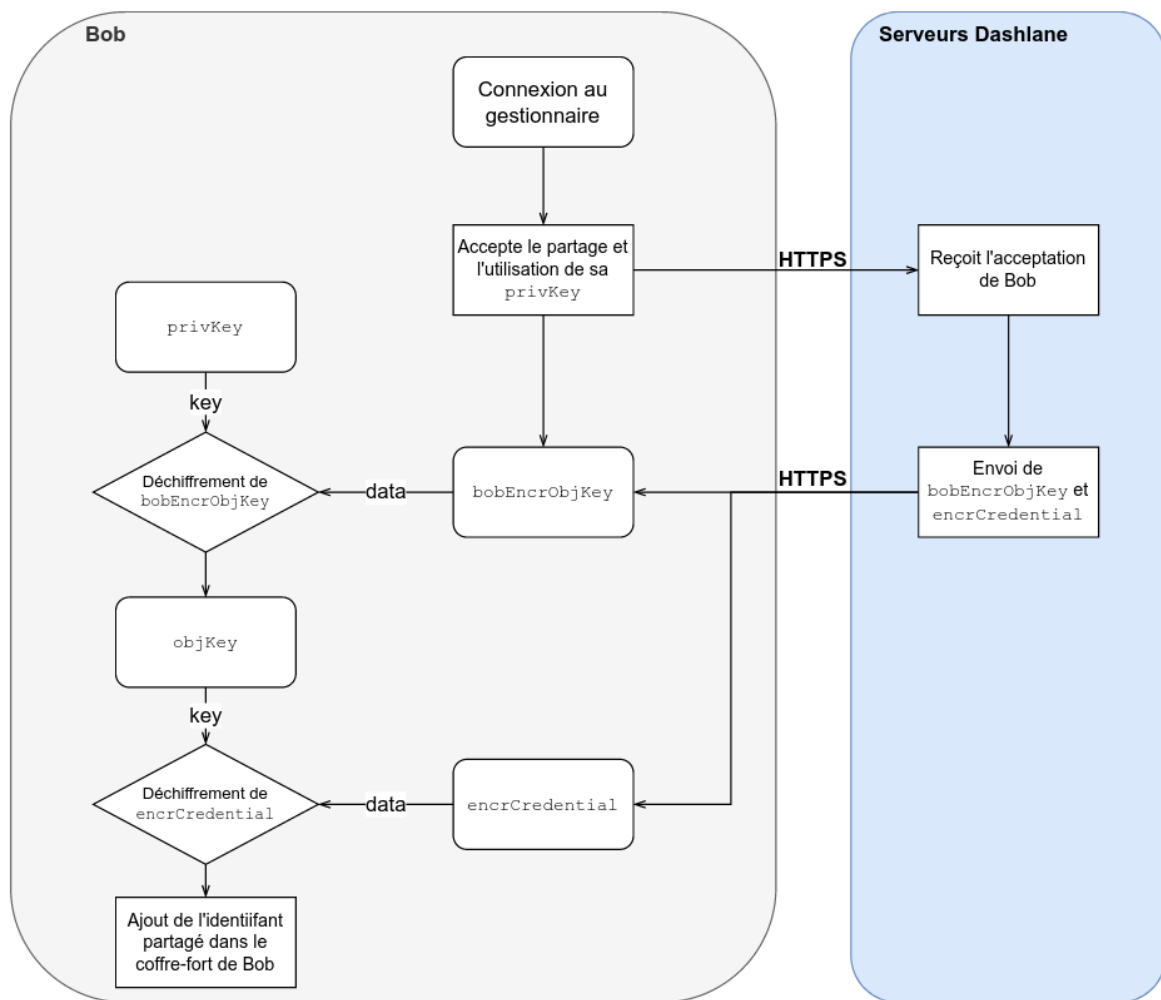 Bob
Serveurs Dashlane
Connexion au
gestionnaire
Accepte le partage et
l'utilisation de sa
privKey
HTTPS
Reçoit l'acceptation
de Bob
privKey
key
Déchiffrement de
bobEncrObjKey
data
bobEncrObjKey
HTTPS
Envoi de
bobEncrObjKey et
encrCredential
objKey
key
Déchiffrement de
encrCredential
data
encrCredential
Ajout de l'identiifant
partagé dans le
coffre-fort de Bob